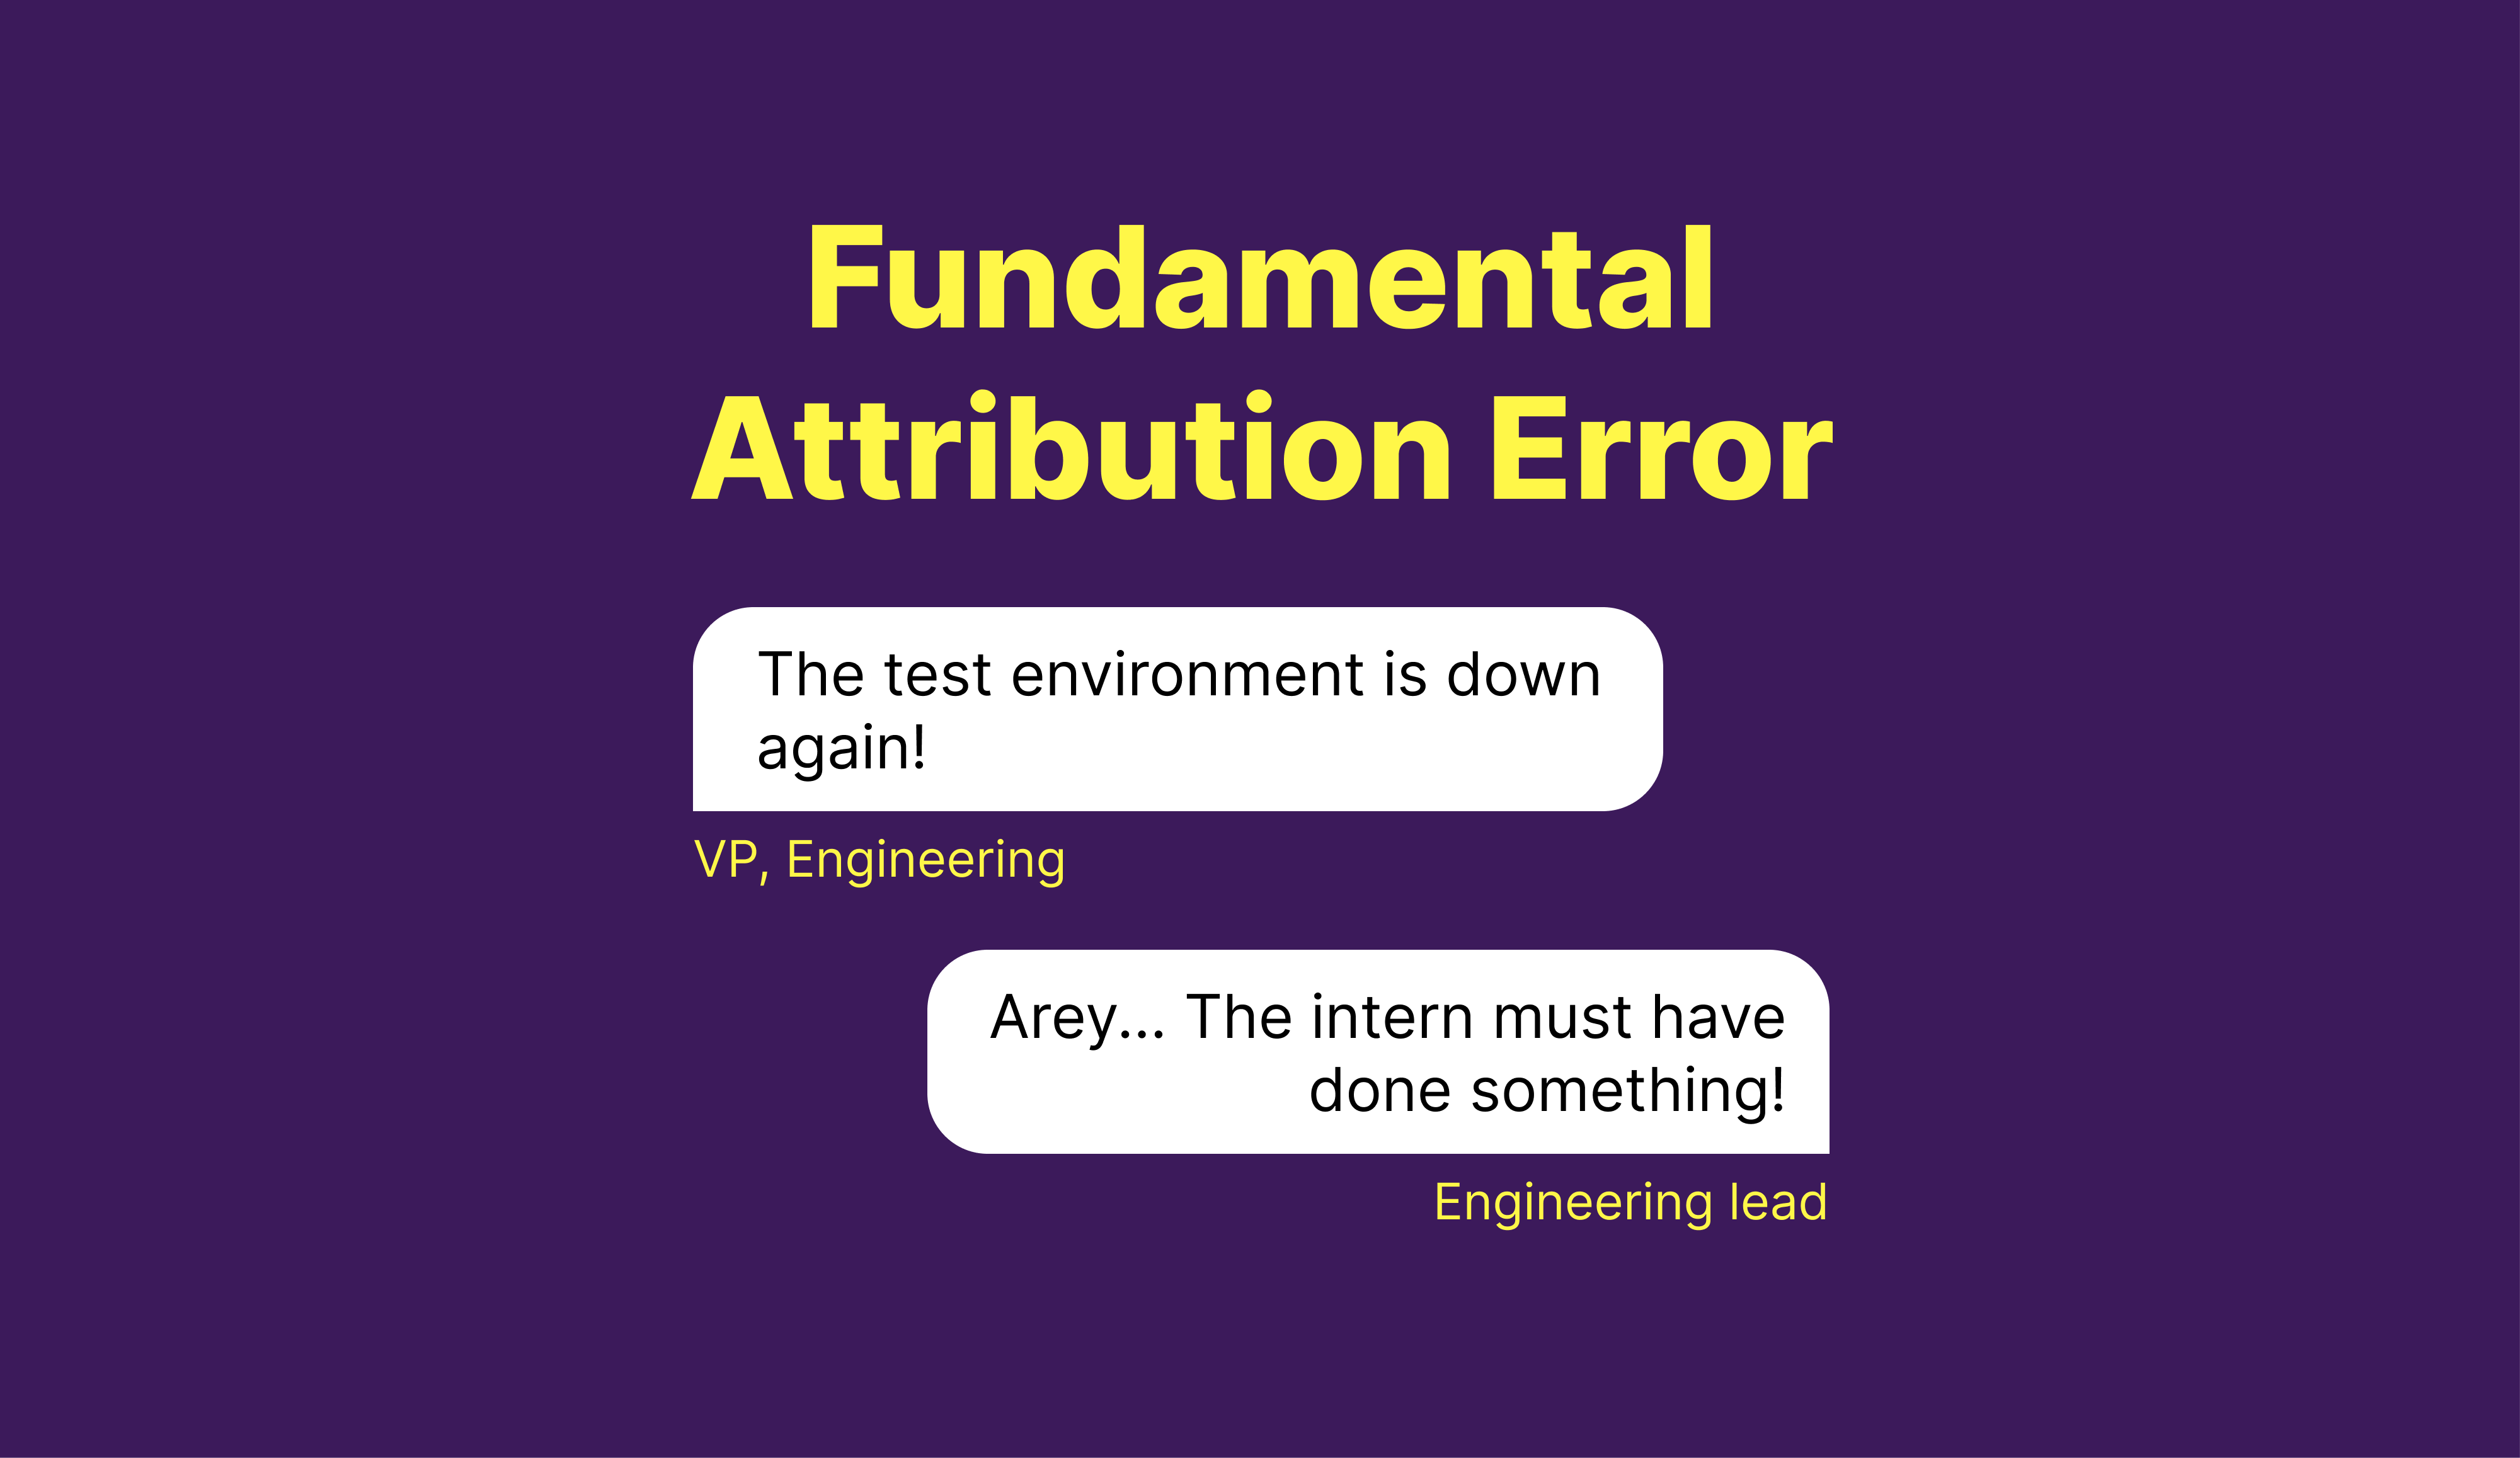 Fundamental
Attribution Error
The test environment is down
again!
VP, Engineering
Arey... The intern must have
done something!
Engineering lead